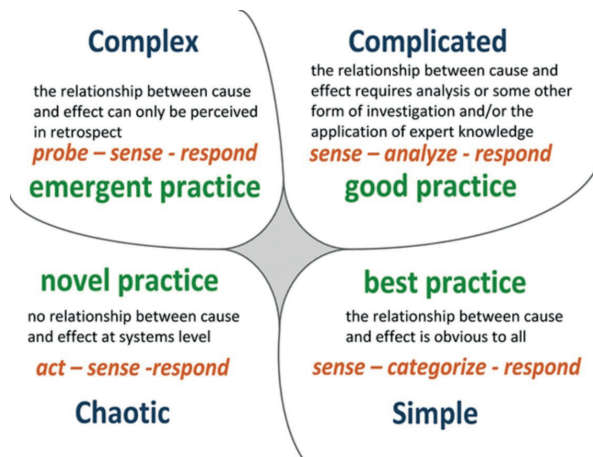 Complex
the relationship between cause
and effect can only be perceived
in retrospect
probe – sense - respond
emergent practice
Complicated
the relationship between cause and
effect requires analysis or some other
form of investigation and/or the
application of expert knowledge
sense – analyze - respond
good practice
novel practice
no relationship between cause
and effect at systems level
act – sense -respond
Chaotic
best practice
the relationship between cause
and effect is obvious to all
sense – categorize - respond
Simple